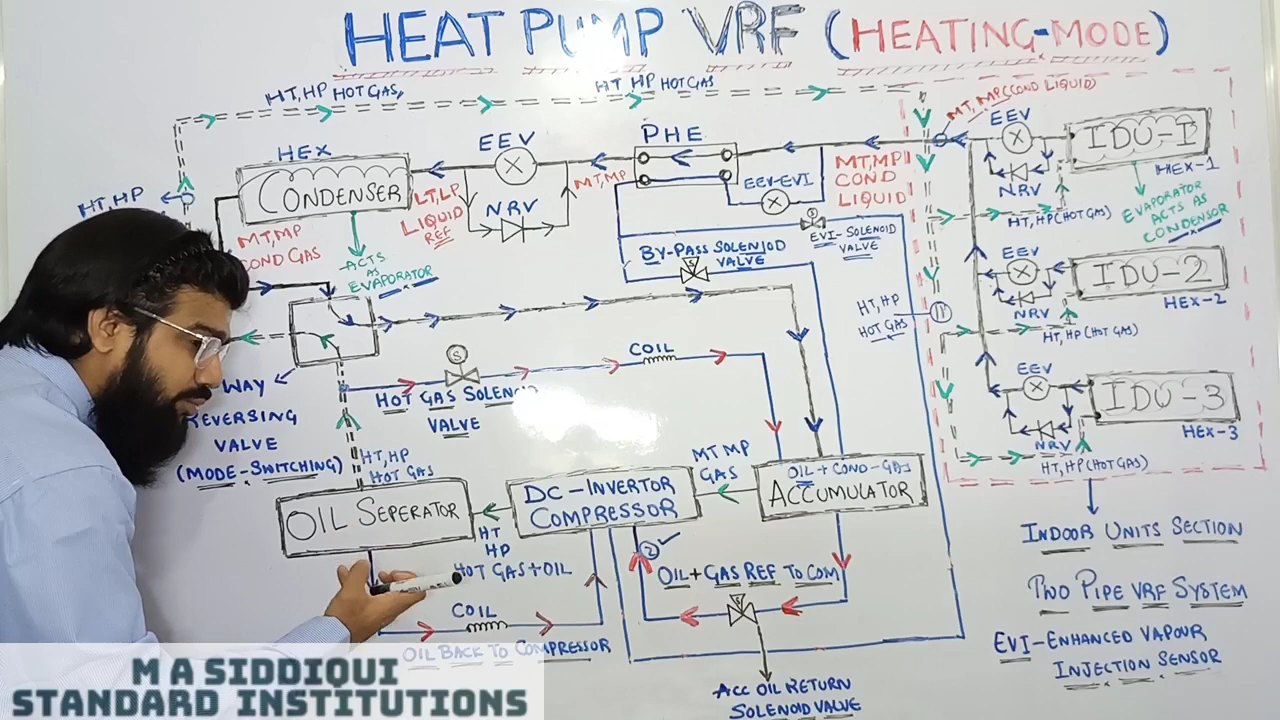 HEAT PUMP VRF (HEATING-MODE)
HT, HP HOT GAS,
HT, HP HOT GAS
MT, MP (COND LIQUID)
HEX
CONDENSER
EEV
PHE
EEV
IDU-1
HEX-1
NRV
HT, HP (HOT GAS)
EVAPORATOR
ACTS AS
CONDENSOR
HT, HP
MT, MP
COND GAS
LT, LP
LIQUID
REF
NRV
MT, MP
EEV-EVI
MT, MP
COND
LIQUID
EVI-SOLENOID
VALVE
ACTS
AS
EVAPORATOR
BY-PASS SOLENIOD
VALVE
S
S
EEV
IDU-2
HEX-2
NRV
HT, HP (HOT GAS)
HT, HP
HOT GAS
WAY
REVERSING
VALVE
(MODE-SWITCHING)
S
COIL
HOT GAS SOLENOID
VALVE
EEV
IDU-3
HEX-3
NRV
HT, HP (HOT GAS)
HT, HP
HOT GAS
OIL SEPERATOR
HT
HP
HOT GAS+OIL
DC-INVERTOR
COMPRESSOR
MT MP
GAS
OIL + COND-GAS
ACCUMULATOR
INDOOR UNITS SECTION
2
OIL+GAS REF TO COM
S
COIL
OIL BACK TO COMPRESSOR
ACC OIL RETURN
SOLENOID VALVE
TWO PIPE VRF SYSTEM
EVI-ENHANCED VAPOUR
INJECTION SENSOR
M A SIDDIQUI
STANDARD INSTITUTIONS